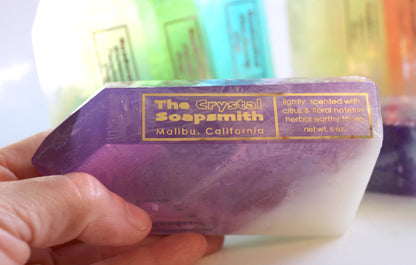 The Crystal
Soapsmith
Malibu, California
lightly scented with
citrus & floral notes in
herbal earthy tones
net wt. 6 oz.